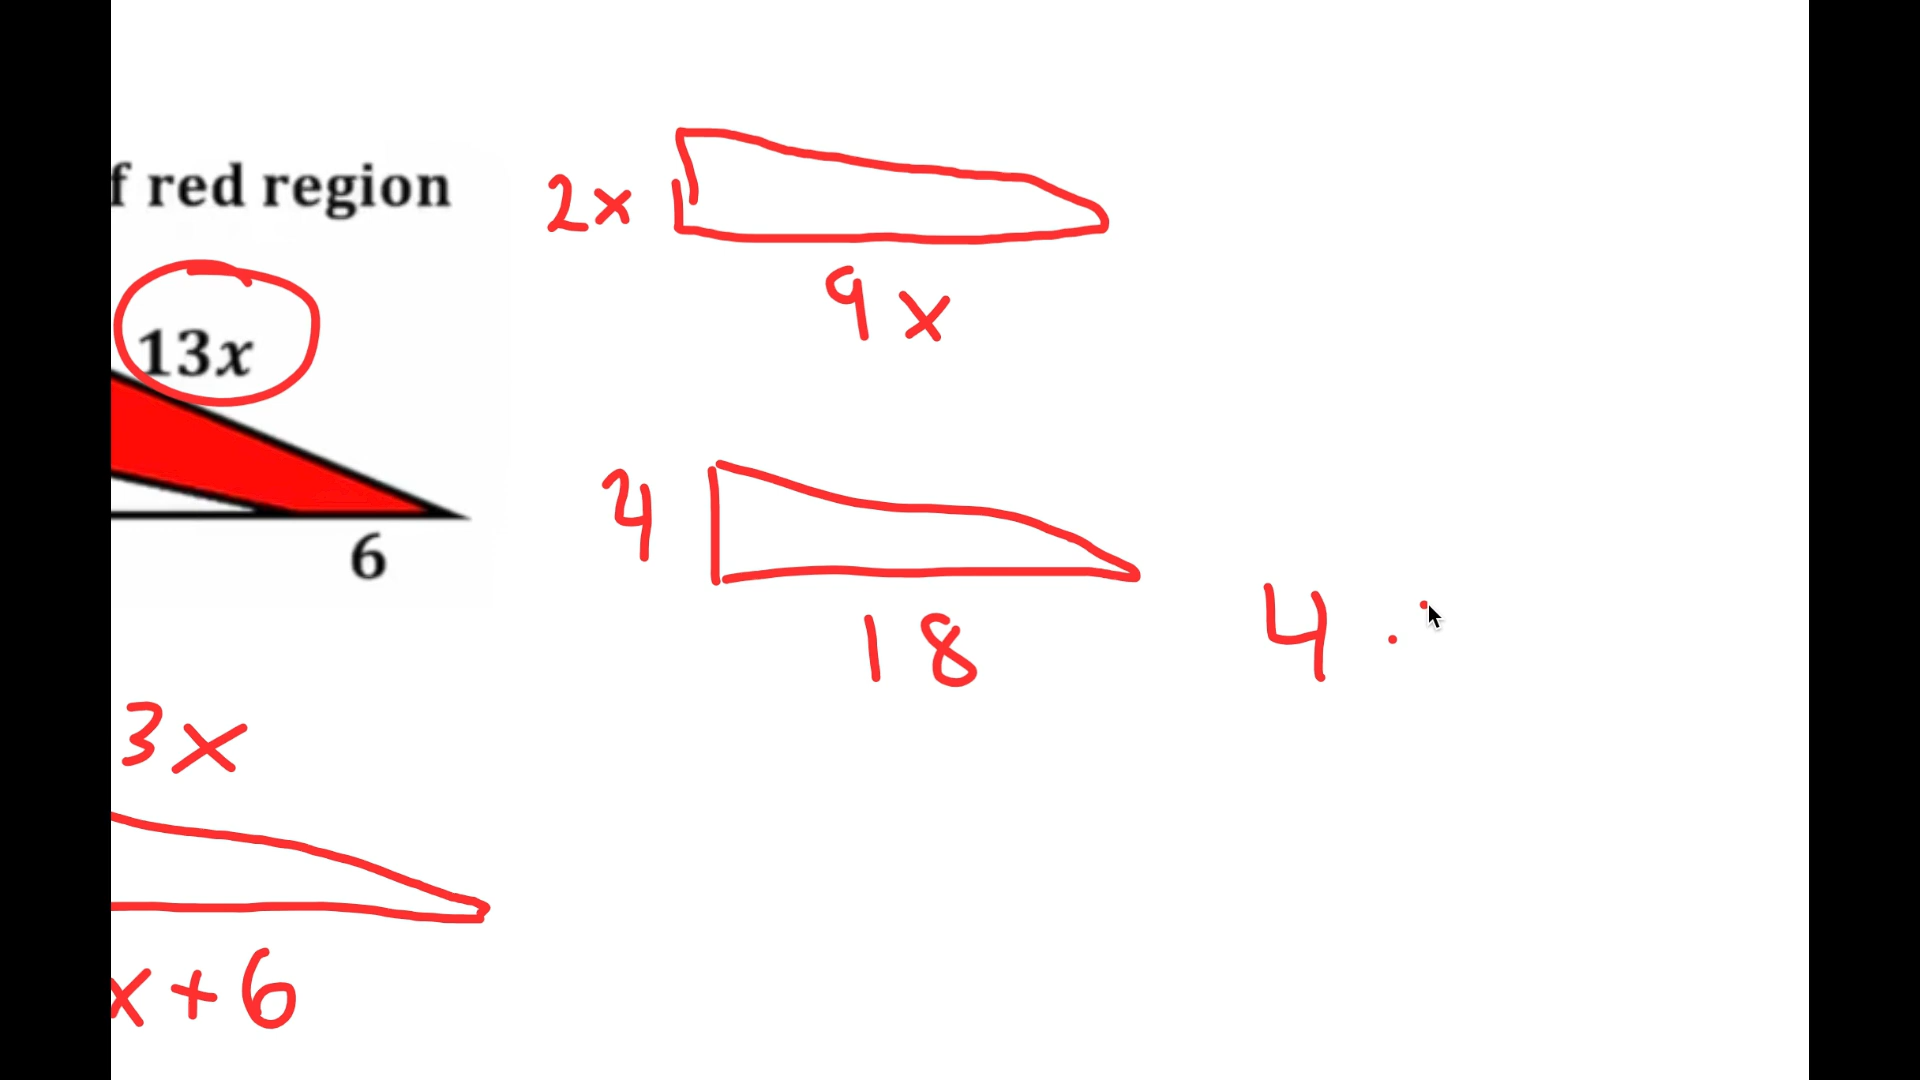 f red region
13x
6
3x
x+6
2x
9x
4
18
4 .